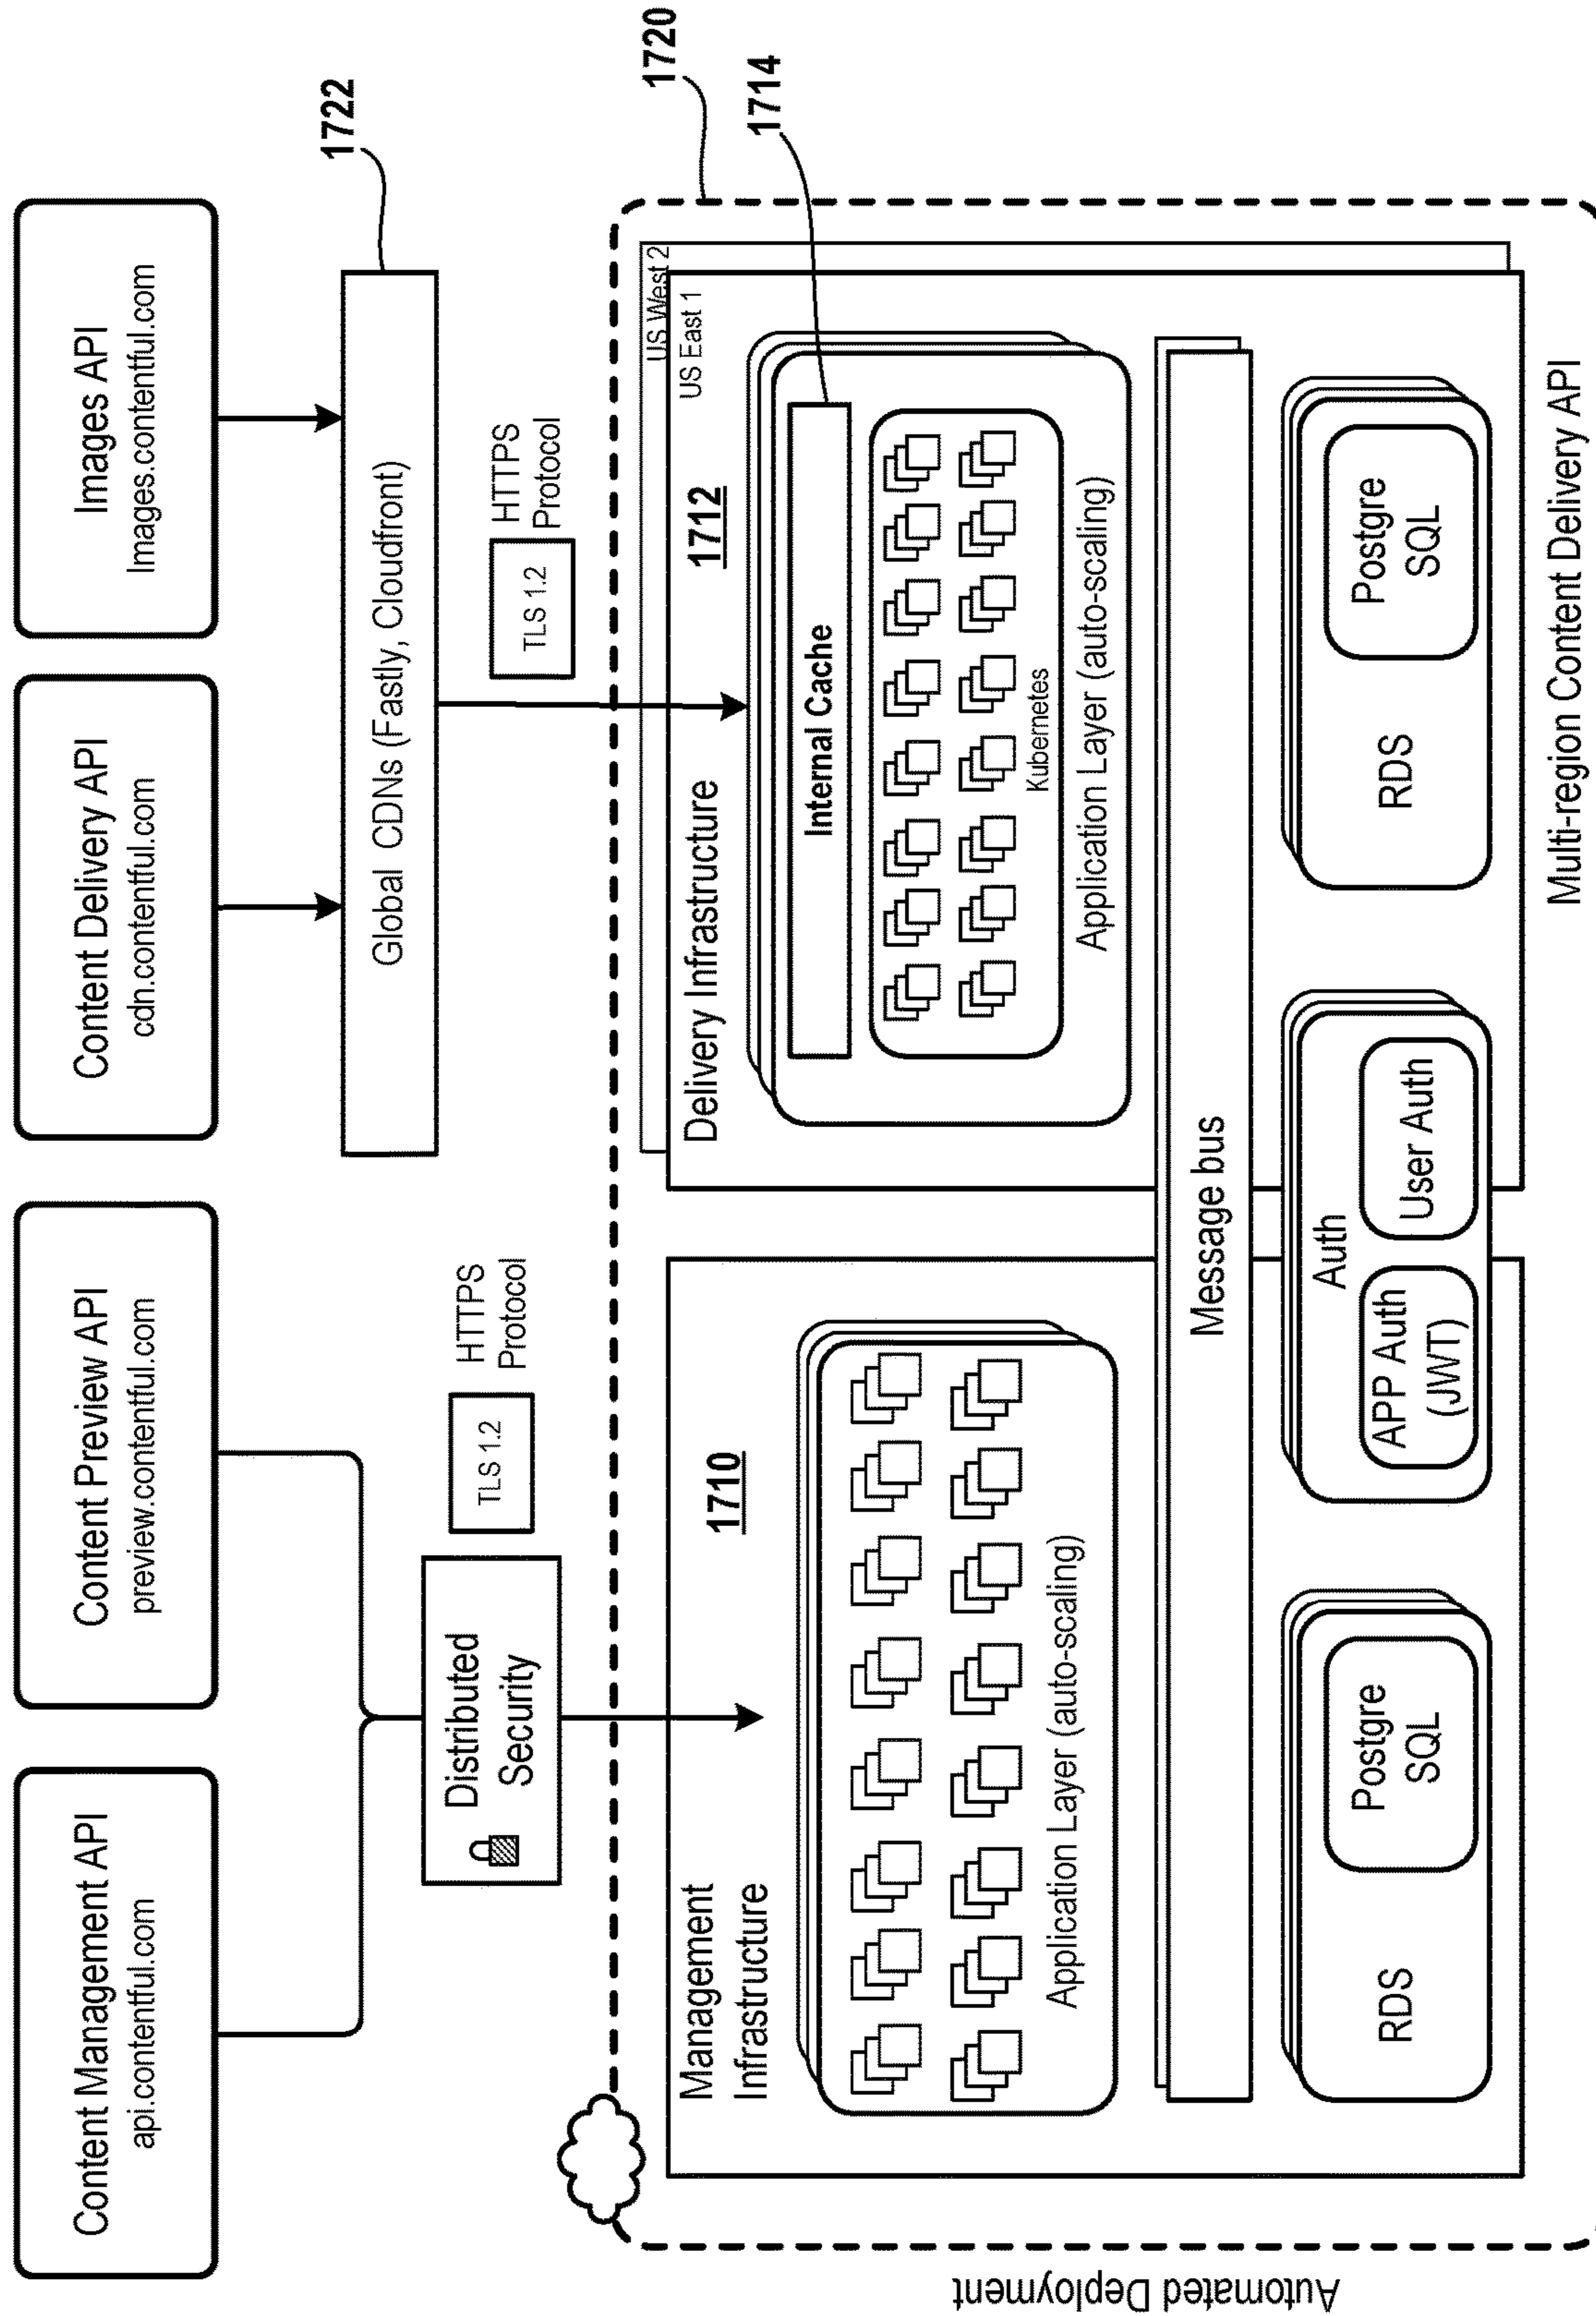 Content Management API
api.contentful.com
Content Preview API
preview.contentful.com
Content Delivery API
cdn.contentful.com
Images API
Images.contentful.com
1722
Global CDNs (Fastly, Cloudfront)
Distributed
Security
TLS 1.2
HTTPS
Protocol
TLS 1.2
HTTPS
Protocol
1720
1714
Automated Deployment
Management
Infrastructure
1710
Application Layer (auto-scaling)
US West 2
US East 1
Delivery Infrastructure
1712
Internal Cache
Kubernetes
Application Layer (auto-scaling)
Message bus
RDS
Postgre
SQL
Auth
APP Auth
(JWT)
User Auth
RDS
Postgre
SQL
Multi-region Content Delivery API